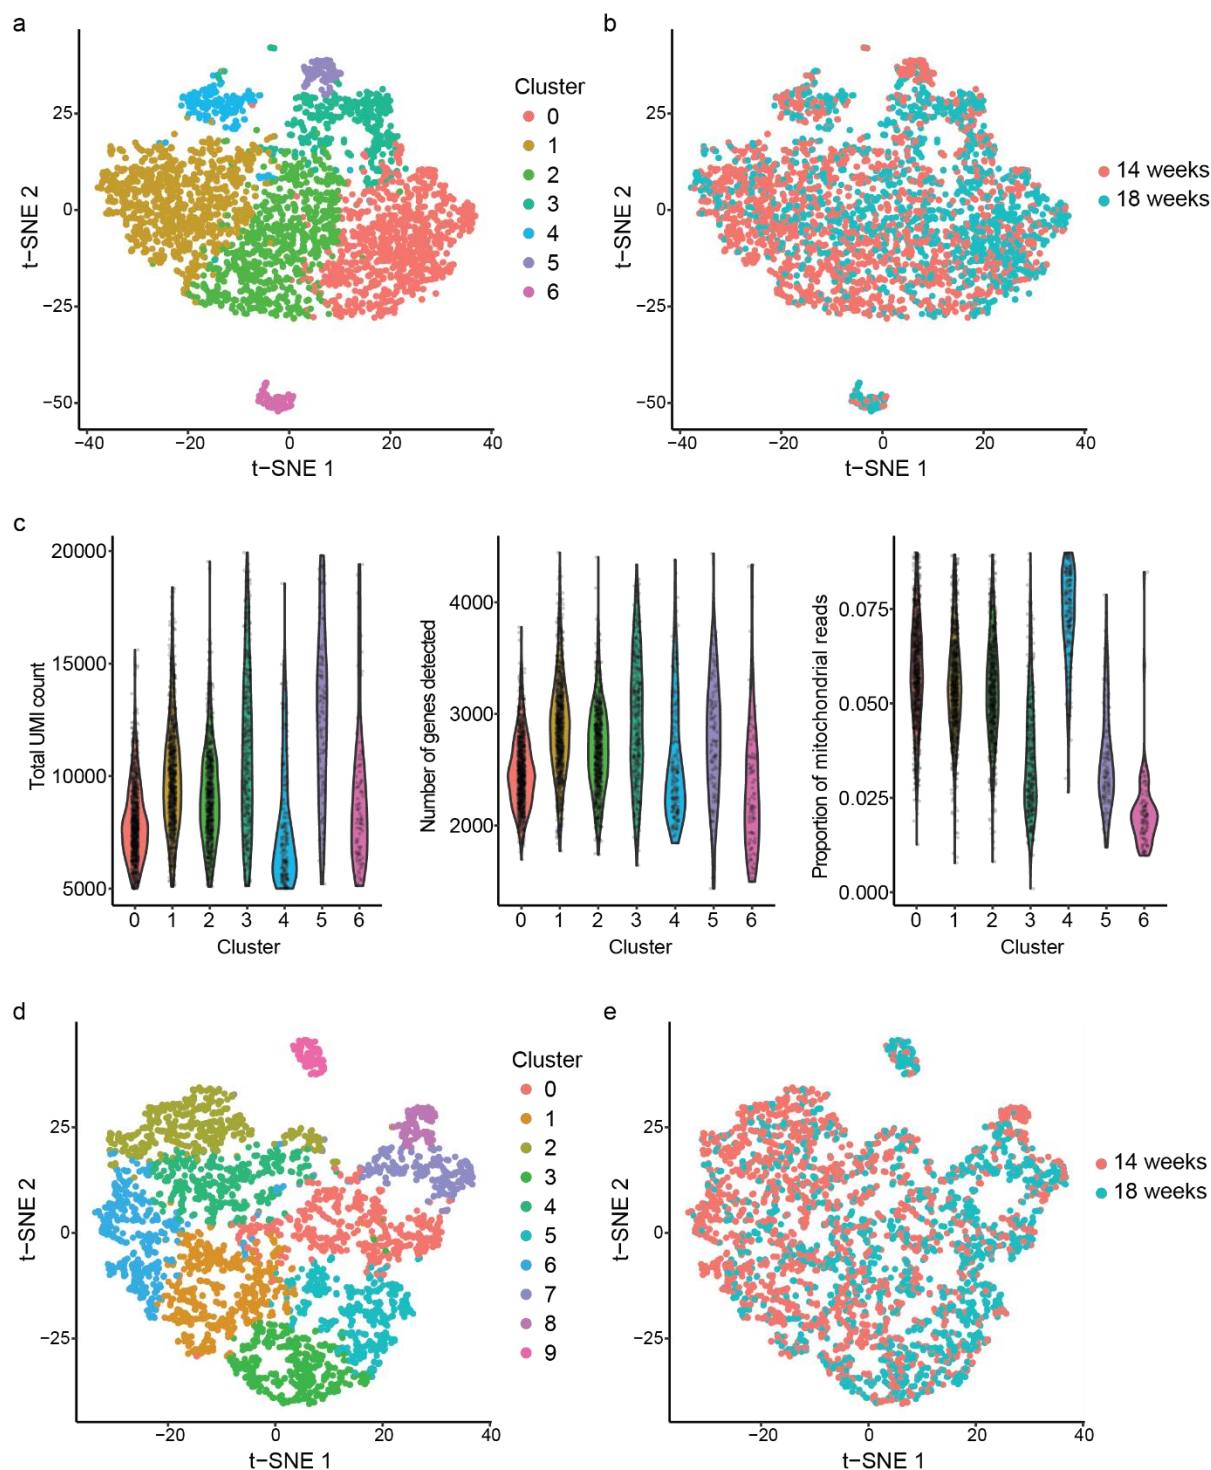 a
t−SNE 2
25
0
−25
−50
−40
−20
0
20
40
t−SNE 1
Cluster
0
1
2
3
4
5
6
b
t−SNE 2
25
0
−25
−50
−40
−20
0
20
40
t−SNE 1
14 weeks
18 weeks
c
Total UMI count
20000
15000
10000
5000
0 1 2 3 4 5 6
Cluster
Number of genes detected
4000
3000
2000
0 1 2 3 4 5 6
Cluster
Proportion of mitochondrial reads
0.075
0.050
0.025
0.000
0 1 2 3 4 5 6
Cluster
d
t−SNE 2
25
0
−25
−20
0
20
40
t−SNE 1
Cluster
0
1
2
3
4
5
6
7
8
9
e
t−SNE 2
25
0
−25
−20
0
20
40
t−SNE 1
14 weeks
18 weeks